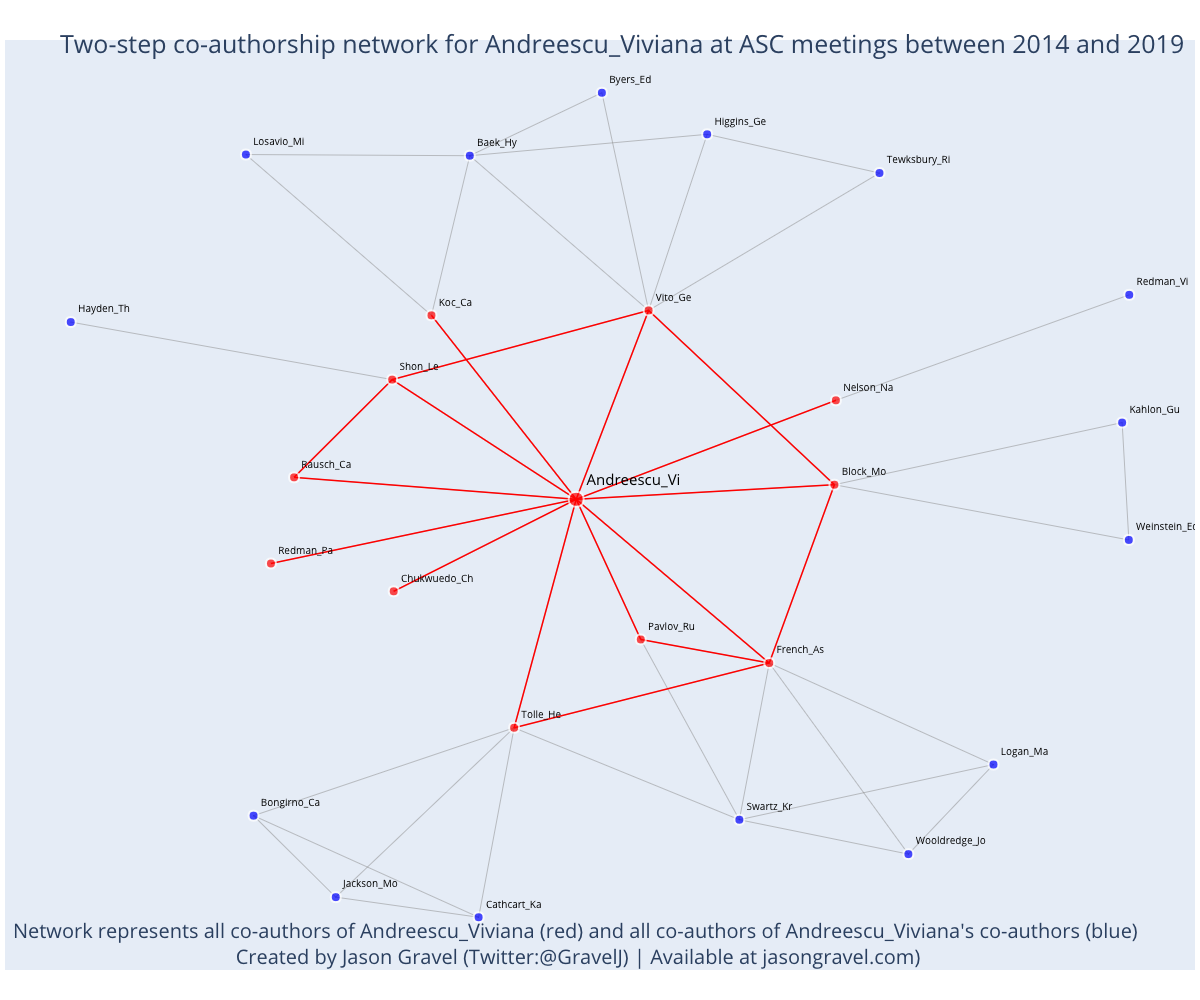 Two-step co-authorship network for Andreescu_Viviana at ASC meetings between 2014 and 2019
Byers_Ed
Higgins_Ge
Losavio_Mi
Baek_Hy
Tewksbury_Ri
Redman_Vi
Vito_Ge
Koc_Ca
Hayden_Th
Shon_Le
Nelson_Na
Kahlon_Gu
Rausch_Ca
Block_Mo
Andreescu_Vi
Weinstein_Ed
Redman_Pa
Chukwuedo_Ch
Pavlov_Ru
French_As
Tolle_He
Logan_Ma
Bongirno_Ca
Swartz_Kr
Wooldredge_Jo
Jackson_Mo
Cathcart_Ka
Network represents all co-authors of Andreescu_Viviana (red) and all co-authors of Andreescu_Viviana's co-authors (blue)
Created by Jason Gravel (Twitter:@GravelJ) | Available at jasongravel.com)